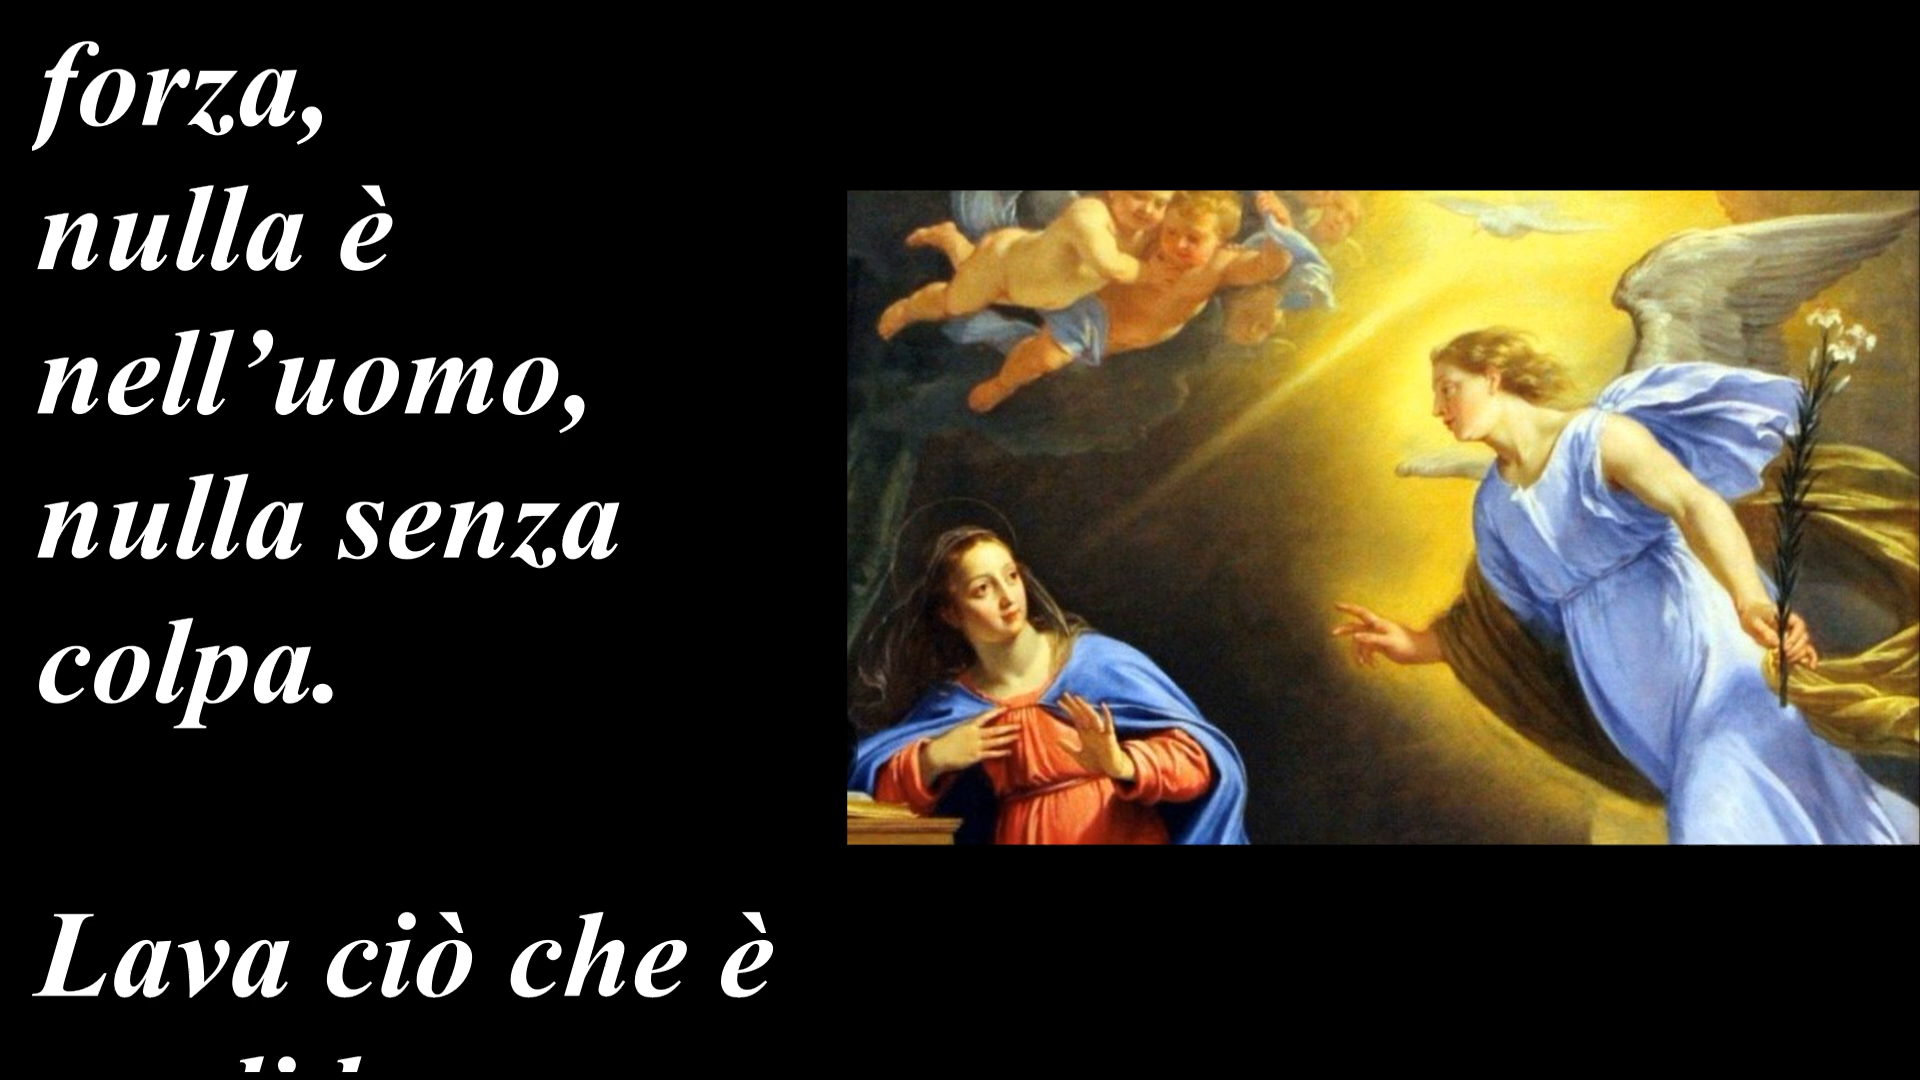 forza,
nulla è
nell’uomo,
nulla senza
colpa.
Lava ciò che è